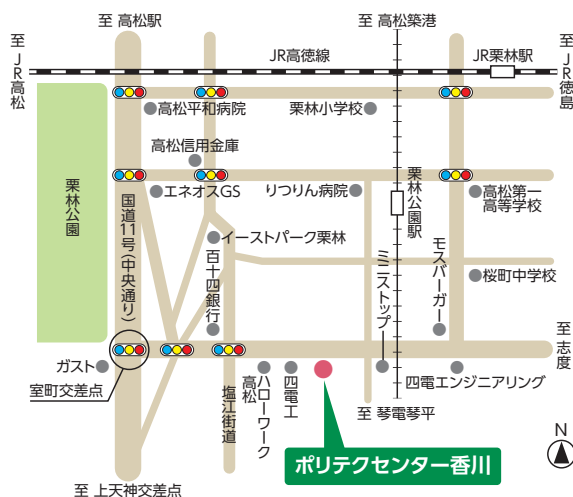 至 高松駅
至 高松築港
至JR高松
JR高徳線
JR栗林駅
至JR徳島
高松平和病院
栗林小学校
高松信用金庫
エネオスGS
りつりん病院
栗林公園駅
高松第一
高等学校
栗林公園
国道11号(中央通り)
イーストパーク栗林
百十四銀行
ミニストップ
モスバーガー
桜町中学校
ガスト
室町交差点
塩江街道
ハローワーク
高松
四電工
四電エンジニアリング
至志度
至 琴電琴平
ポリテクセンター香川
N
至 上天神交差点